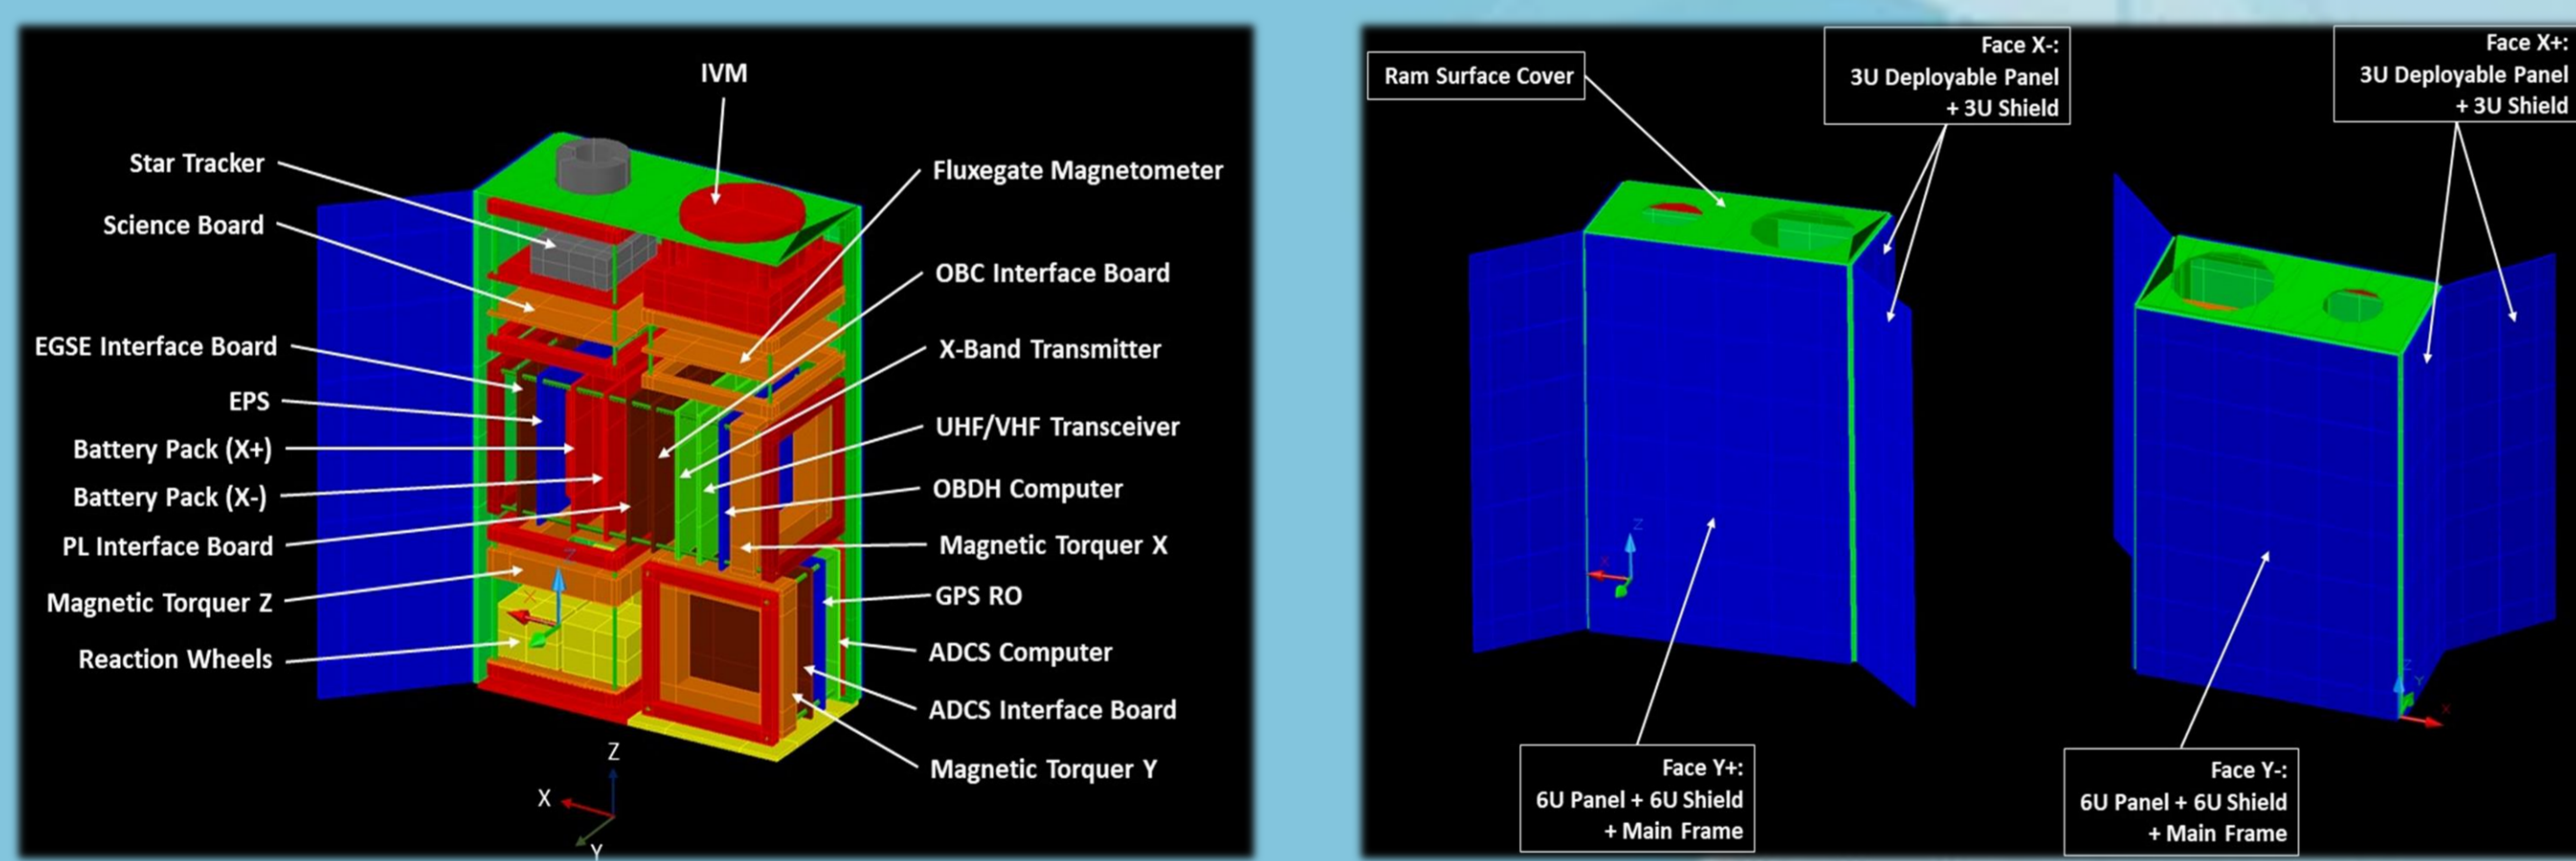 IVM
Star Tracker
Science Board
EGSE Interface Board
EPS
Battery Pack (X+)
Battery Pack (X-)
PL Interface Board
Magnetic Torquer Z
Reaction Wheels
Fluxegate Magnetometer
OBC Interface Board
X-Band Transmitter
UHF/VHF Transceiver
OBDH Computer
Magnetic Torquer X
GPS RO
ADCS Computer
ADCS Interface Board
Magnetic Torquer Y
Z
X
Z
X
Y
Ram Surface Cover
Face X-:
3U Deployable Panel
+ 3U Shield
Z
X
Face Y+:
6U Panel + 6U Shield
+ Main Frame
Face X+:
3U Deployable Panel
+ 3U Shield
Z
Y
X
Face Y-:
6U Panel + 6U Shield
+ Main Frame